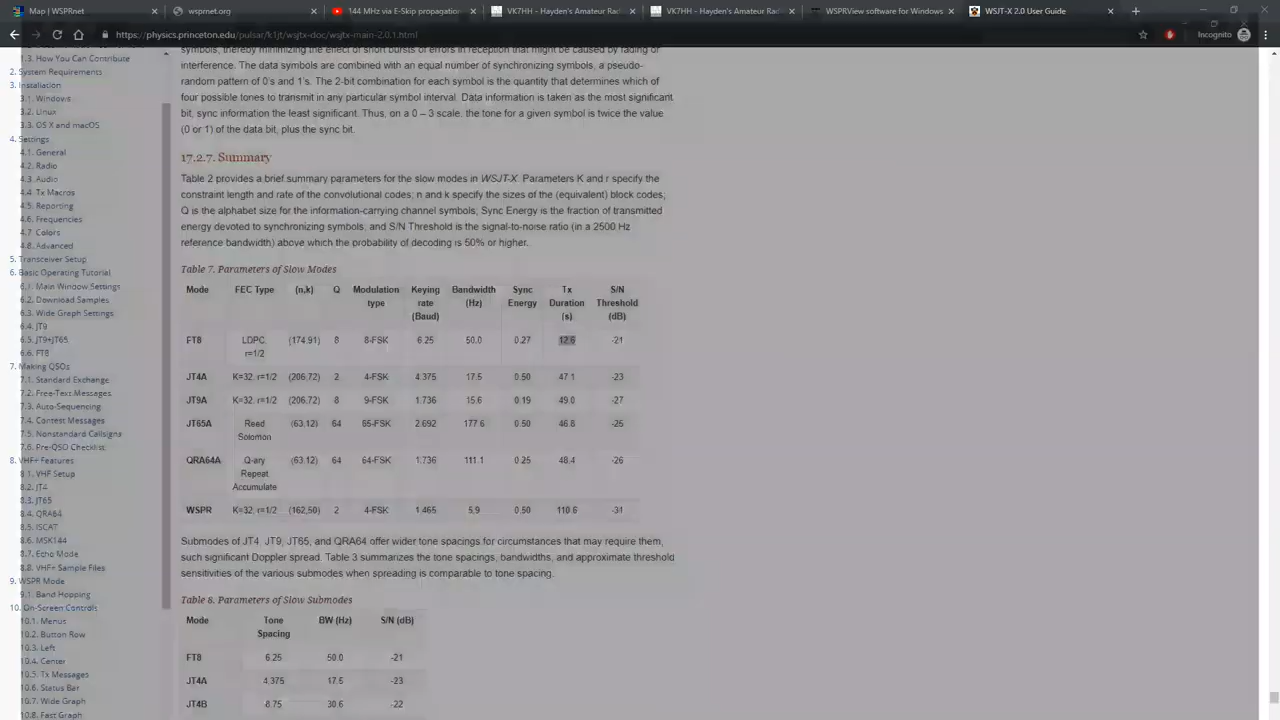 Map | WSPRnet
wsprnet.org
144 MHz via E-Skip propagation
VK7HH - Hayden's Amateur Rad
VK7HH - Hayden's Amateur Rad
WSPRView software for Windows
WSJT-X 2.0 User Guide
https://physics.princeton.edu/pulsar/k1jt/wsjtx-doc/wsjtx-main-2.0.1.html
Incognito
1.3. How You Can Contribute
2. System Requirements
3. Installation
3.1. Windows
3.2. Linux
3.3. OS X and macOS
4. Settings
4.1. General
4.2. Radio
4.3. Audio
4.4. Tx Macros
4.5. Reporting
4.6. Frequencies
4.7. Colors
4.8. Advanced
5. Transceiver Setup
6. Basic Operating Tutorial
6.1. Main Window Settings
6.2. Download Samples
6.3. Wide Graph Settings
6.4. JT9
6.5. JT9+JT65
6.6. FT8
7. Making QSOs
7.1. Standard Exchange
7.2. Free-Text Messages
7.3. Auto-Sequencing
7.4. Contest Messages
7.5. Nonstandard Callsigns
7.6. Pre-QSO Checklist
8. VHF+ Features
8.1. VHF Setup
8.2. JT4
8.3. JT65
8.4. QRA64
8.5. ISCAT
8.6. MSK144
8.7. Echo Mode
8.8. VHF+ Sample Files
9. WSPR Mode
9.1. Band Hopping
10. On-Screen Controls
10.1. Menus
10.2. Button Row
10.3. Left
10.4. Center
10.5. Tx Messages
10.6. Status Bar
10.7. Wide Graph
10.8. Fast Graph
symbols, thereby minimizing the effect of short bursts of errors in reception that might be caused by fading or
interference. The data symbols are combined with an equal number of synchronizing symbols, a pseudo-
random pattern of 0's and 1's. The 2-bit combination for each symbol is the quantity that determines which of
four possible tones to transmit in any particular symbol interval. Data information is taken as the most significant
bit, sync information the least significant. Thus, on a 0 – 3 scale, the tone for a given symbol is twice the value
(0 or 1) of the data bit, plus the sync bit.
17.2.7. Summary
Table 2 provides a brief summary parameters for the slow modes in WSJT-X. Parameters K and r specify the
constraint length and rate of the convolutional codes; n and k specify the sizes of the (equivalent) block codes;
Q is the alphabet size for the information-carrying channel symbols; Sync Energy is the fraction of transmitted
energy devoted to synchronizing symbols; and S/N Threshold is the signal-to-noise ratio (in a 2500 Hz
reference bandwidth) above which the probability of decoding is 50% or higher.
Table 7. Parameters of Slow Modes
Mode FEC Type (n,k) Q Modulation type Keying rate (Baud) Bandwidth (Hz) Sync Energy Tx Duration (s) S/N Threshold (dB)
FT8 LDPC, r=1/2 (174,91) 8 8-FSK 6.25 50.0 0.27 12.6 -21
JT4A K=32, r=1/2 (206,72) 2 4-FSK 4.375 17.5 0.50 47.1 -23
JT9A K=32, r=1/2 (206,72) 8 9-FSK 1.736 15.6 0.19 49.0 -27
JT65A Reed Solomon (63,12) 64 65-FSK 2.692 177.6 0.50 46.8 -25
QRA64A Q-ary Repeat Accumulate (63,12) 64 64-FSK 1.736 111.1 0.25 48.4 -26
WSPR K=32, r=1/2 (162,50) 2 4-FSK 1.465 5.9 0.50 110.6 -31
Submodes of JT4, JT9, JT65, and QRA64 offer wider tone spacings for circumstances that may require them,
such significant Doppler spread. Table 3 summarizes the tone spacings, bandwidths, and approximate threshold
sensitivities of the various submodes when spreading is comparable to tone spacing.
Table 8. Parameters of Slow Submodes
Mode Tone Spacing BW (Hz) S/N (dB)
FT8 6.25 50.0 -21
JT4A 4.375 17.5 -23
JT4B 8.75 30.6 -22